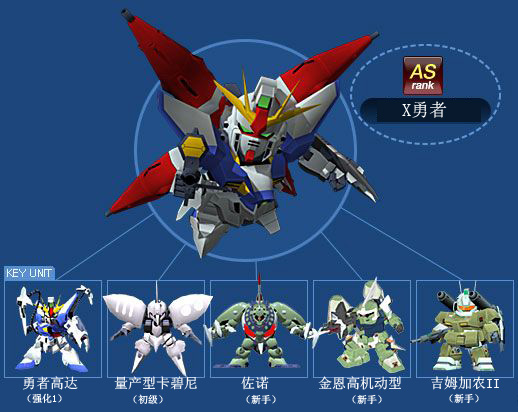 AS
rank
X勇者
KEY UNIT
勇者高达
(强化1)
量产型卡碧尼
(初级)
佐诺
(新手)
金恩高机动型
(新手)
吉姆加农II
(新手)